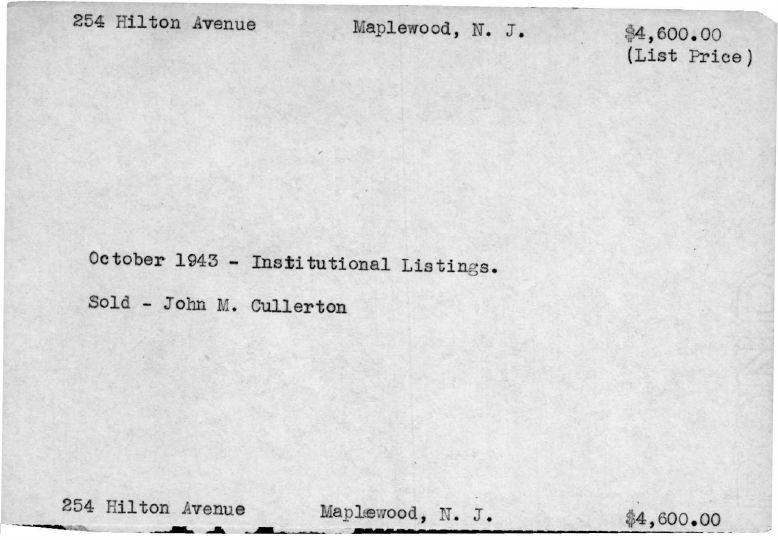 254 Hilton Avenue Maplewood, N. J. $4,600.00
(List Price)
October 1943 - Institutional Listings.
Sold - John M. Cullerton
254 Hilton Avenue Maplewood, N. J. $4,600.00